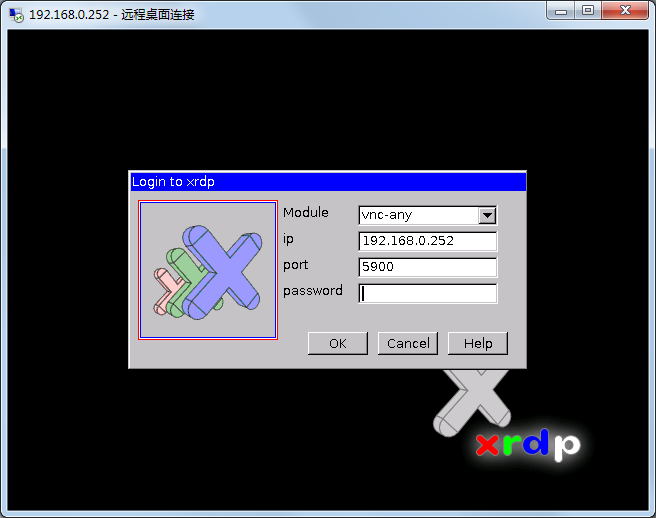 192.168.0.252 - 远程桌面连接
Login to xrdp
Module vnc-any
ip 192.168.0.252
port 5900
password
OK Cancel Help
xrdp